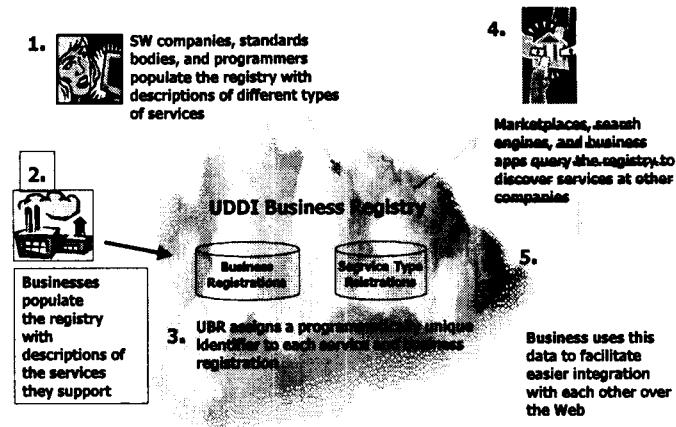 1.
SW companies, standards
bodies, and programmers
populate the registry with
descriptions of different types
of services
2.
Businesses
populate
the registry
with
descriptions of
the services
they support
UDDI Business Registry
Business
Registrations
Segrvice Type
Reistrations
3.
UBR assigns a programmatically unique
identifier to each service and business
registration
4.
Marketplaces, search
engines, and business
apps query the registry to
discover services at other
companies
5.
Business uses this
data to facilitate
easier integration
with each other over
the Web